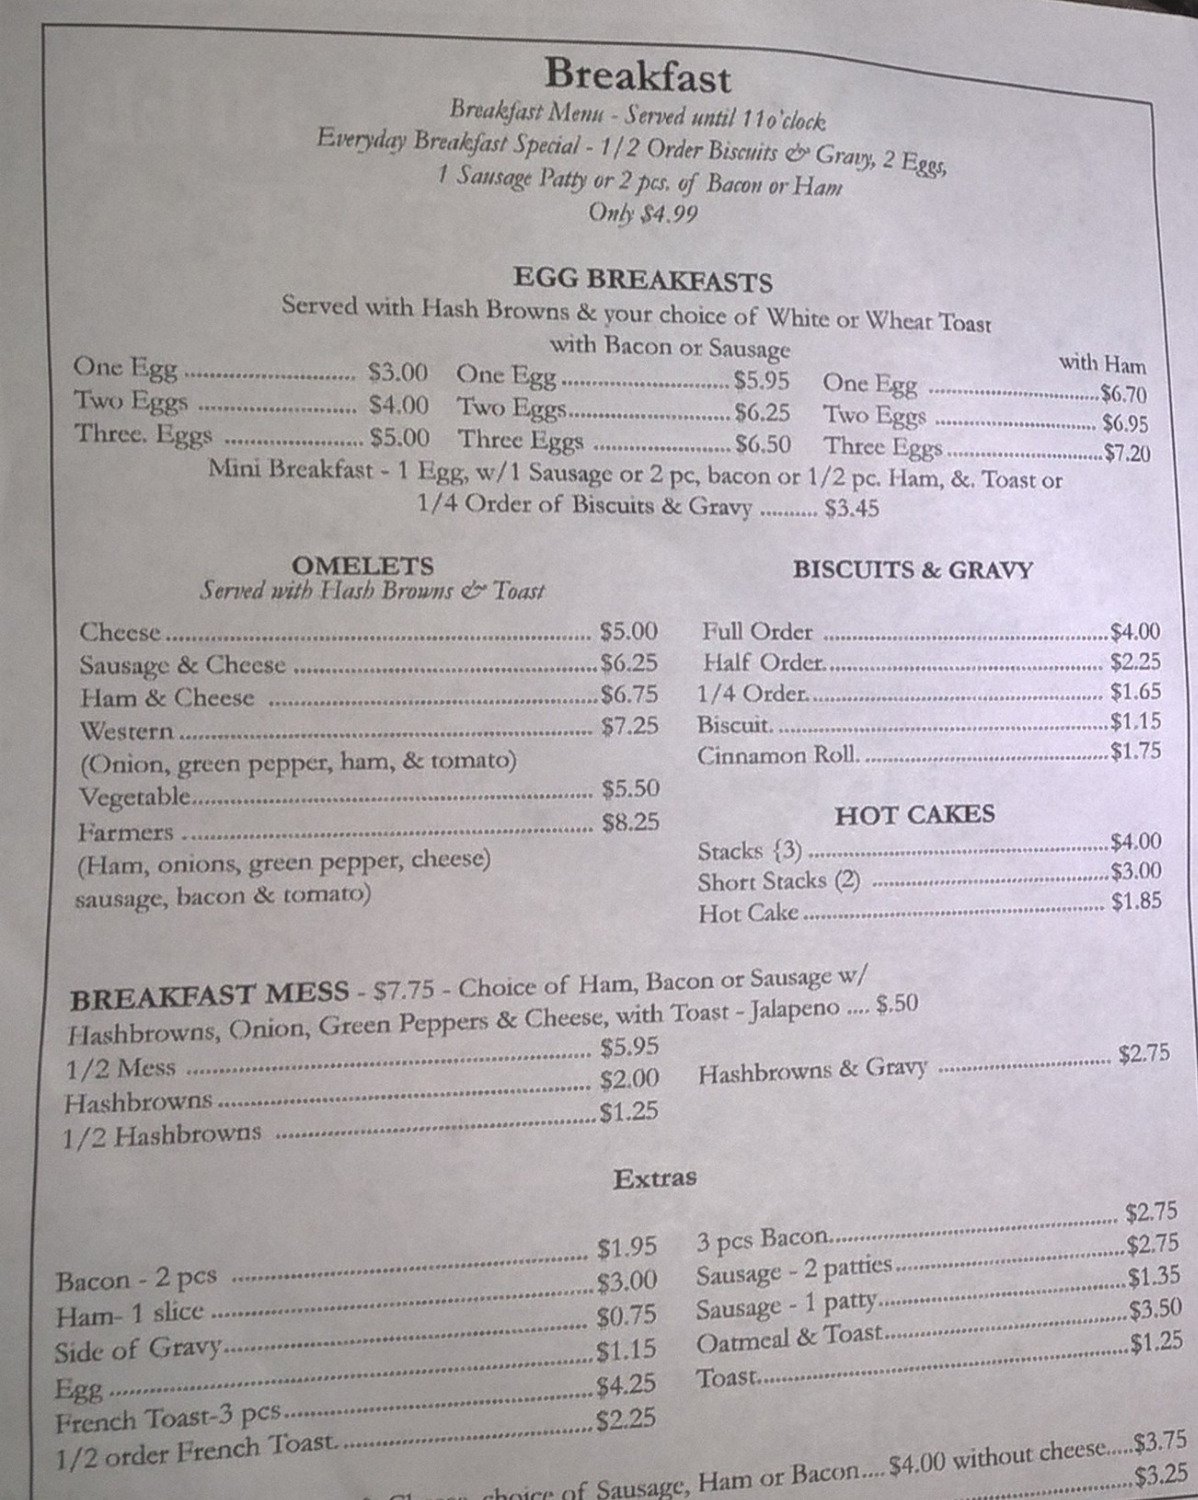 Breakfast
Breakfast Menu - Served until 11o'clock
Everyday Breakfast Special - 1/2 Order Biscuits & Gravy, 2 Eggs,
1 Sausage Patty or 2 pcs. of Bacon or Ham
Only $4.99
EGG BREAKFASTS
Served with Hash Browns & your choice of White or Wheat Toast
with Bacon or Sausage
with Ham
One Egg ............................ $3.00 One Egg ............................ $5.95 One Egg ............................ $6.70
Two Eggs .......................... $4.00 Two Eggs........................... $6.25 Two Eggs ........................... $6.95
Three. Eggs ...................... $5.00 Three Eggs ....................... $6.50 Three Eggs .......................... $7.20
Mini Breakfast - 1 Egg, w/1 Sausage or 2 pc, bacon or 1/2 pc. Ham, &. Toast or
1/4 Order of Biscuits & Gravy .......... $3.45
OMELETS
Served with Hash Browns & Toast
Cheese ............................ $5.00
Sausage & Cheese ............................ $6.25
Ham & Cheese ............................ $6.75
Western ............................ $7.25
(Onion, green pepper, ham, & tomato)
Vegetable............................ $5.50
Farmers ............................ $8.25
(Ham, onions, green pepper, cheese)
sausage, bacon & tomato)
BISCUITS & GRAVY
Full Order ............................ $4.00
Half Order............................ $2.25
1/4 Order............................ $1.65
Biscuit. ............................ $1.15
Cinnamon Roll. ............................ $1.75
HOT CAKES
Stacks {3) ............................ $4.00
Short Stacks (2) ............................ $3.00
Hot Cake ............................ $1.85
BREAKFAST MESS - $7.75 - Choice of Ham, Bacon or Sausage w/
Hashbrowns, Onion, Green Peppers & Cheese, with Toast - Jalapeno .... $.50
1/2 Mess ............................ $5.95
Hashbrowns ............................ $2.00
1/2 Hashbrowns ............................ $1.25
Hashbrowns & Gravy ............................ $2.75
Extras
Bacon - 2 pcs ............................ $1.95
Ham- 1 slice ............................ $3.00
Side of Gravy............................ $0.75
Egg ............................ $1.15
French Toast-3 pcs............................ $4.25
1/2 order French Toast. ............................ $2.25
3 pcs Bacon............................ $2.75
Sausage - 2 patties............................ $2.75
Sausage - 1 patty............................ $1.35
Oatmeal & Toast............................ $3.50
Toast............................ $1.25
choice of Sausage, Ham or Bacon.... $4.00 without cheese.....$3.75
............................ $3.25